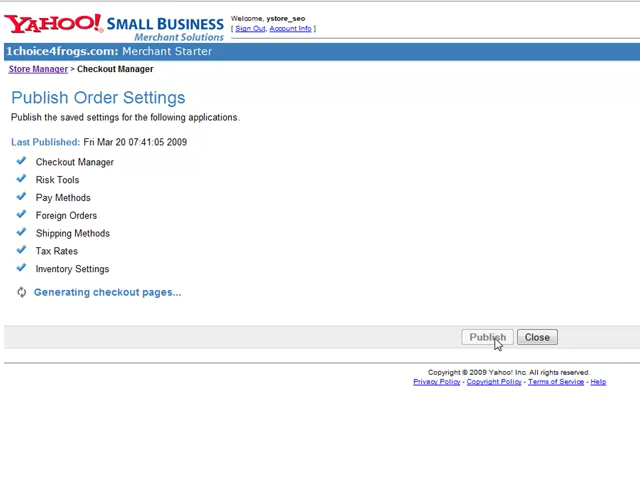 YAHOO! SMALL BUSINESS
Merchant Solutions
Welcome, ystore_seo
[ Sign Out, Account Info ]
1choice4frogs.com: Merchant Starter
Store Manager > Checkout Manager
Publish Order Settings
Publish the saved settings for the following applications.
Last Published: Fri Mar 20 07:41:05 2009
Checkout Manager
Risk Tools
Pay Methods
Foreign Orders
Shipping Methods
Tax Rates
Inventory Settings
Generating checkout pages...
Publish Close
Copyright © 2009 Yahoo! Inc. All rights reserved.
Privacy Policy - Copyright Policy - Terms of Service - Help